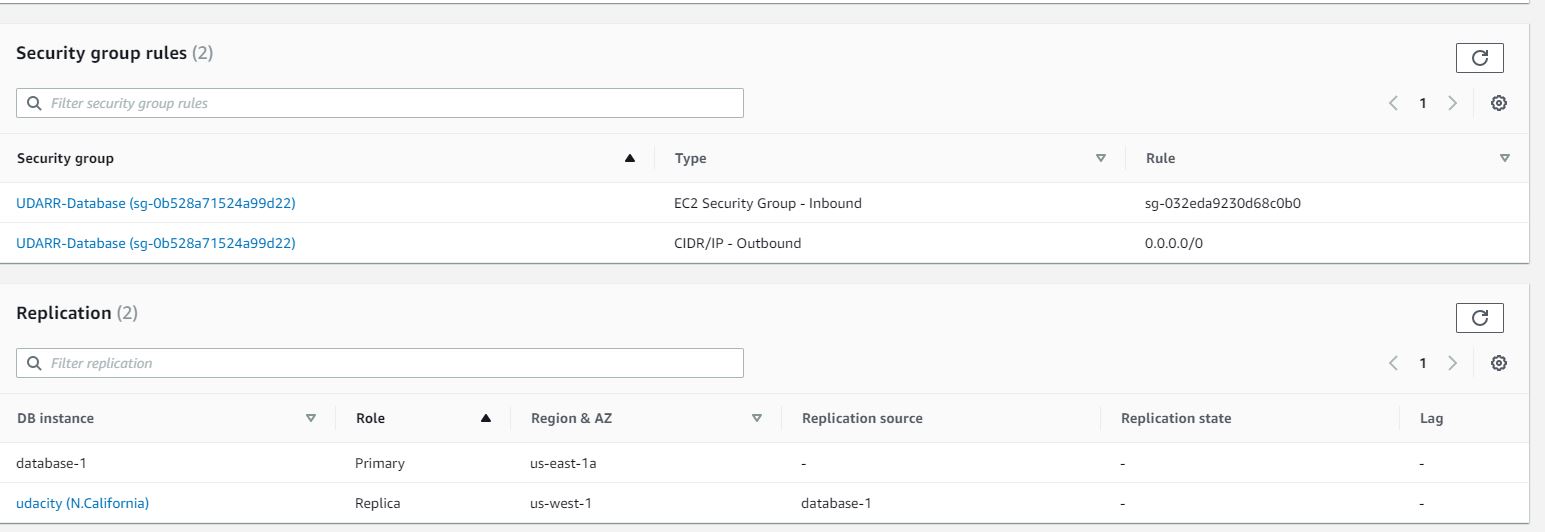 Security group rules (2)
Filter security group rules
1
Security group Type Rule
UDARR-Database (sg-0b528a71524a99d22) EC2 Security Group - Inbound sg-032eda9230d68c0b0
UDARR-Database (sg-0b528a71524a99d22) CIDR/IP - Outbound 0.0.0.0/0
Replication (2)
Filter replication
1
DB instance Role Region & AZ Replication source Replication state Lag
database-1 Primary us-east-1a - - -
udacity (N.California) Replica us-west-1 database-1 - -